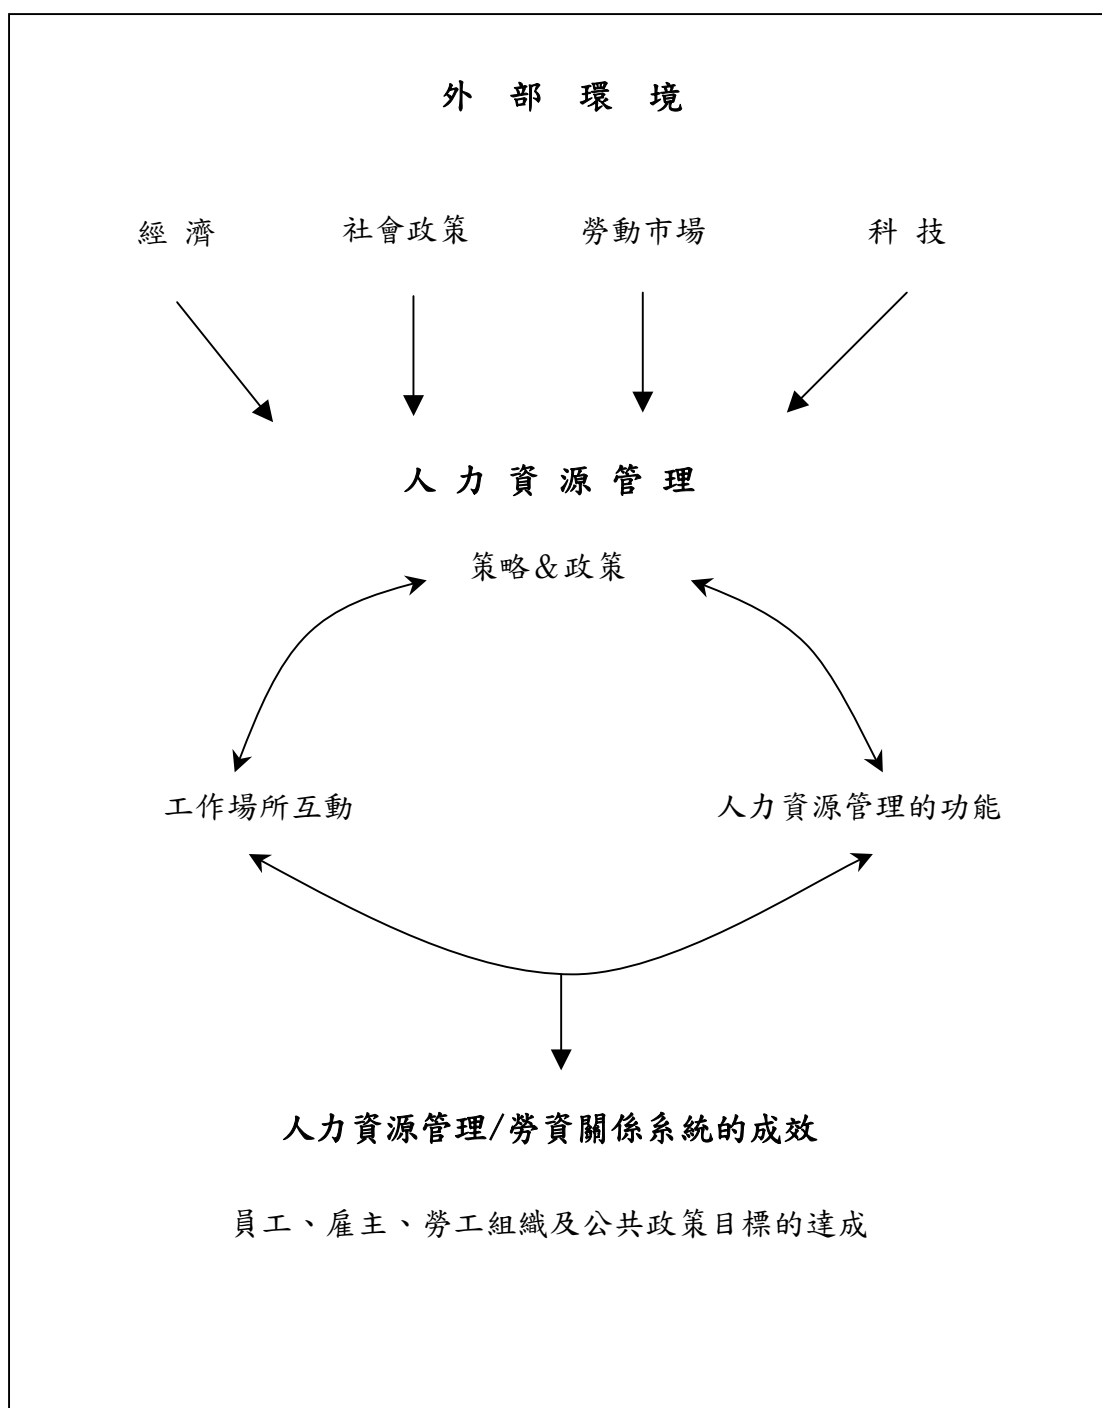 外部環境
經濟 社會政策 勞動市場 科技
人力資源管理
策略&政策
工作場所互動 人力資源管理的功能
人力資源管理/勞資關係系統的成效
員工、雇主、勞工組織及公共政策目標的達成